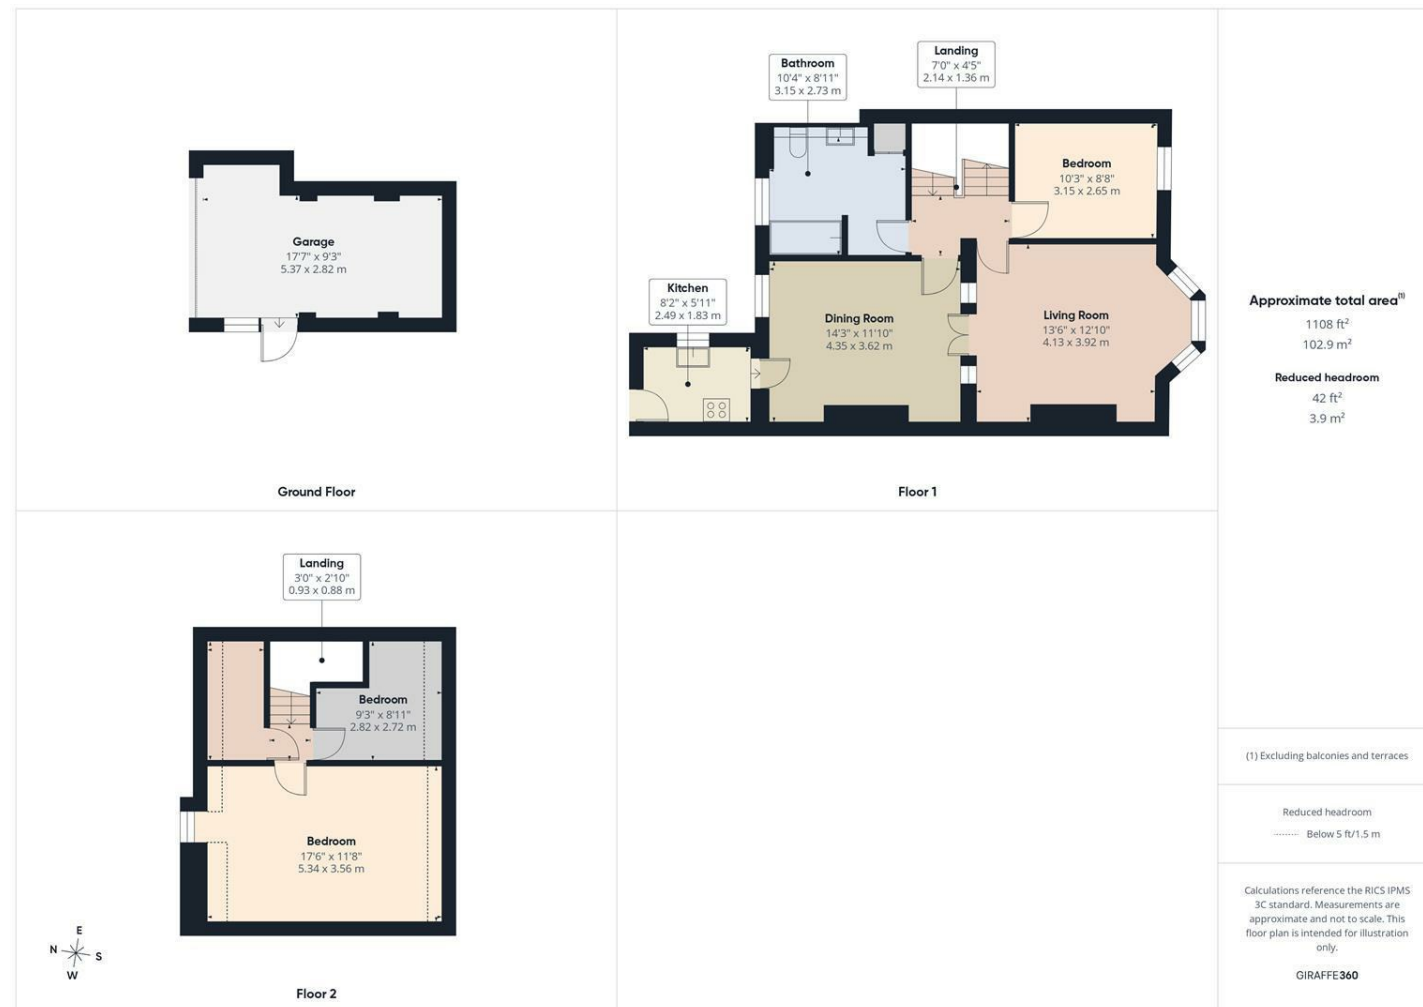 Garage
17'7" x 9'3"
5.37 x 2.82 m
Ground Floor
Bathroom
10'4" x 8'11"
3.15 x 2.73 m
Landing
7'0" x 4'5"
2.14 x 1.36 m
Bedroom
10'3" x 8'8"
3.15 x 2.65 m
Kitchen
8'2" x 5'11"
2.49 x 1.83 m
Dining Room
14'3" x 11'10"
4.35 x 3.62 m
Living Room
13'6" x 12'10"
4.13 x 3.92 m
Floor 1
Landing
3'0" x 2'10"
0.93 x 0.88 m
Bedroom
9'3" x 8'11"
2.82 x 2.72 m
Bedroom
17'6" x 11'8"
5.34 x 3.56 m
E
N
S
W
Floor 2
Approximate total area⁽¹⁾
1108 ft²
102.9 m²
Reduced headroom
42 ft²
3.9 m²
(1) Excluding balconies and terraces
Reduced headroom
Below 5 ft/1.5 m
Calculations reference the RICS IPMS
3C standard. Measurements are
approximate and not to scale. This
floor plan is intended for illustration
only.
GIRAFFE360